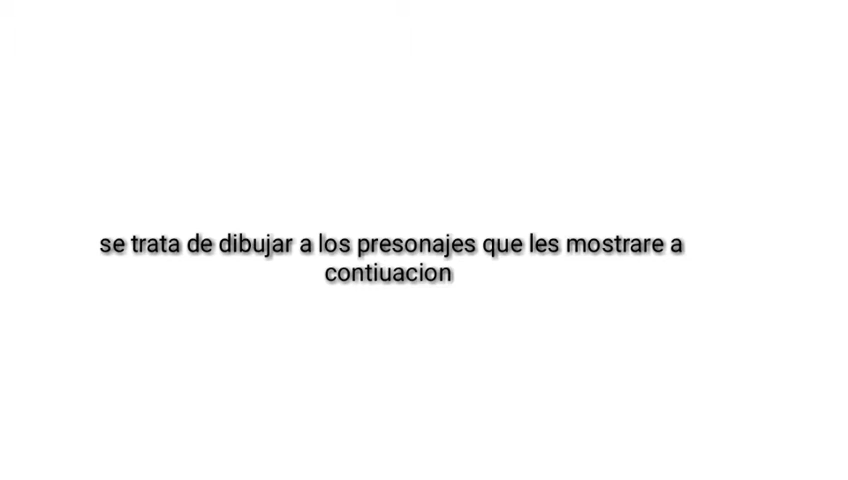 se trata de dibujar a los presonajes que les mostrare a
contiuacion